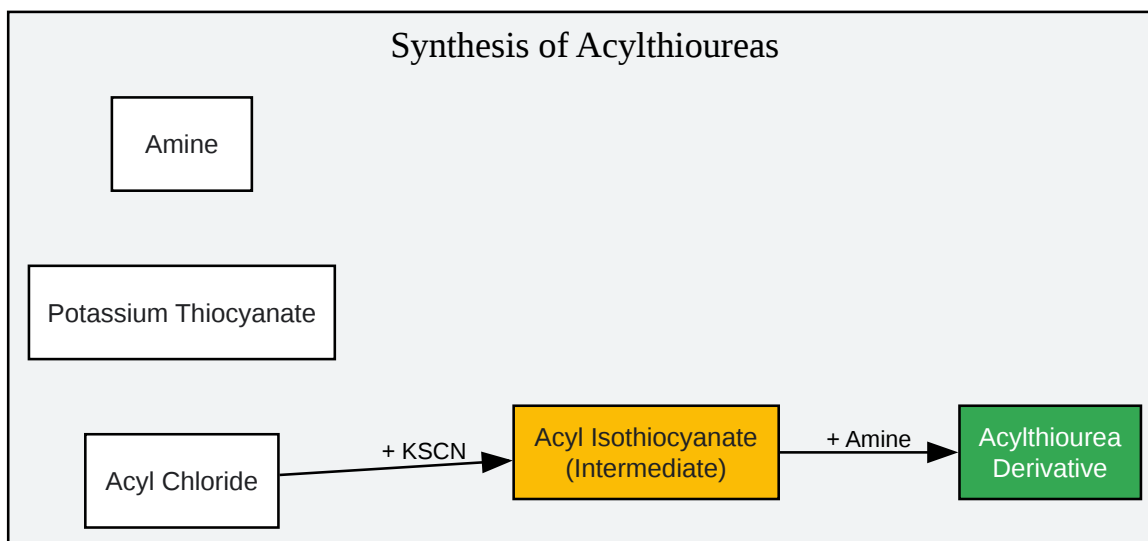 Synthesis of Acylthioureas
Amine
Potassium Thiocyanate
Acyl Chloride
+ KSCN
Acyl Isothiocyanate
(Intermediate)
+ Amine
Acylthiourea
Derivative